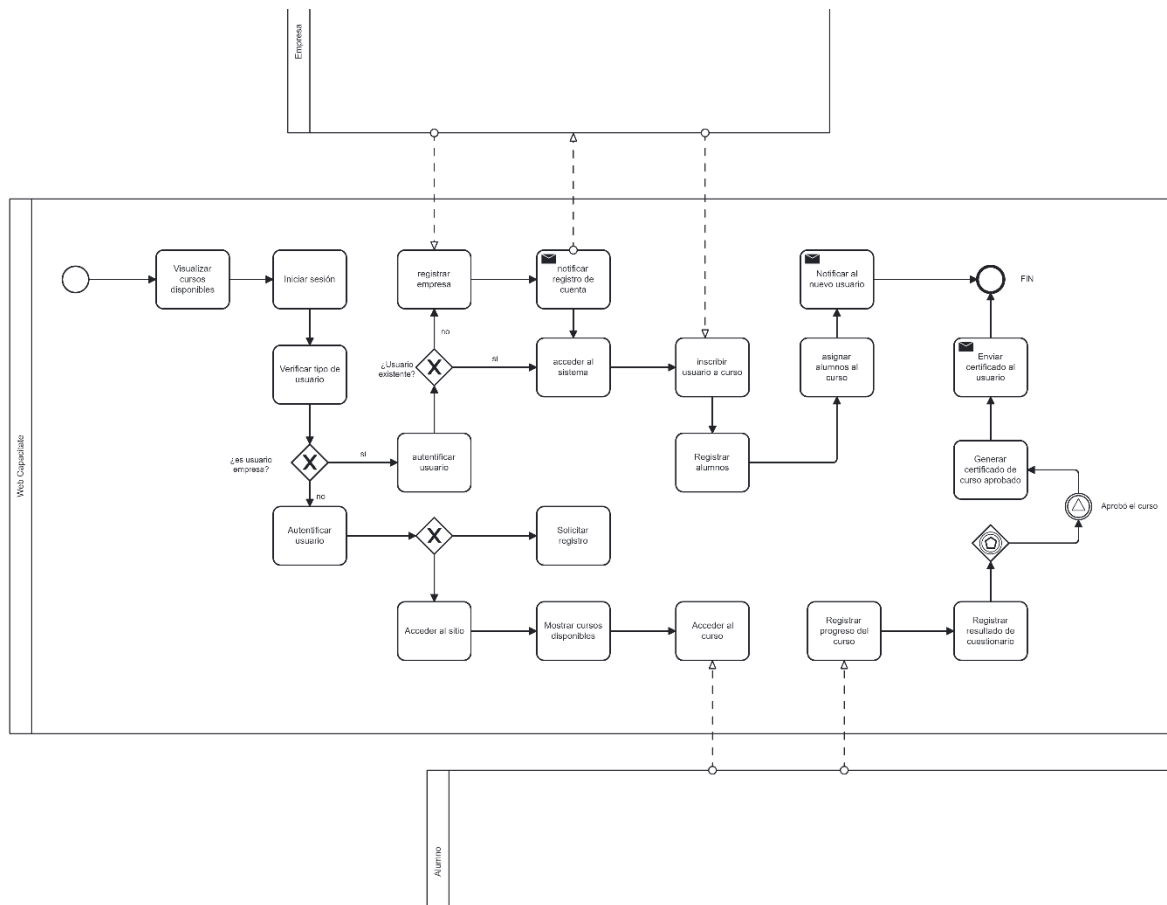 Empresa
Web Capacitate
Visualizar
cursos
disponibles
Iniciar sesión
registrar
empresa
notificar
registro de
cuenta
Notificar al
nuevo usuario
FIN
no
Verificar tipo de
usuario
¿Usuario
existente?
si
acceder al
sistema
inscribir
usuario a curso
asignar
alumnos al
curso
Enviar
certificado al
usuario
¿es usuario
empresa?
si
autentificar
usuario
Registrar
alumnos
Generar
certificado de
curso aprobado
no
Aprobó el curso
Autentificar
usuario
Solicitar
registro
Acceder al sitio
Mostrar cursos
disponibles
Acceder al
curso
Registrar
progreso del
curso
Registrar
resultado de
cuestionario
Alumno